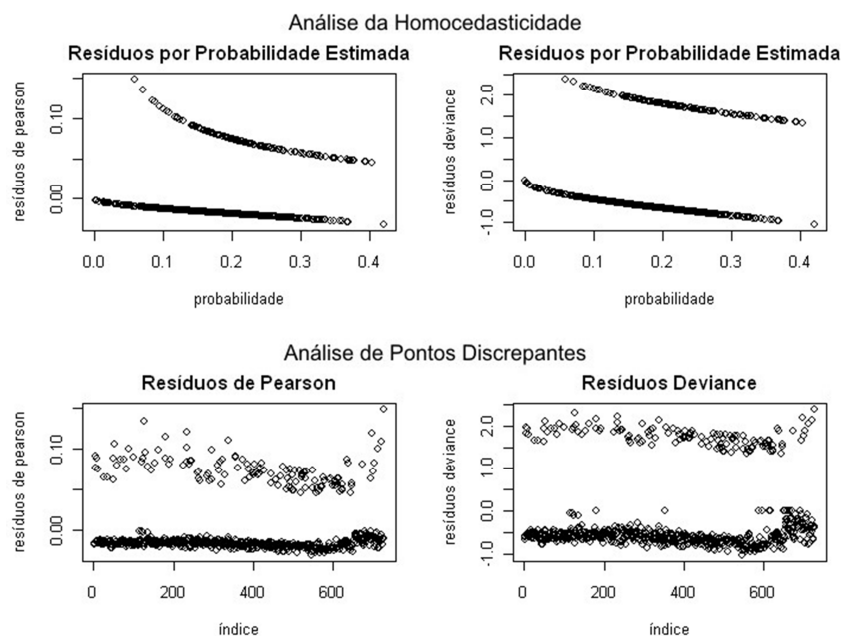 Análise da Homocedasticidade
Resíduos por Probabilidade Estimada
resíduos de pearson
0.10
0.00
0.0 0.1 0.2 0.3 0.4
probabilidade
Resíduos por Probabilidade Estimada
resíduos deviance
2.0
1.0
0.0
-1.0
0.0 0.1 0.2 0.3 0.4
probabilidade
Análise de Pontos Discrepantes
Resíduos de Pearson
resíduos de pearson
0.10
0.00
0 200 400 600
índice
Resíduos Deviance
resíduos deviance
2.0
1.0
0.0
-1.0
0 200 400 600
índice